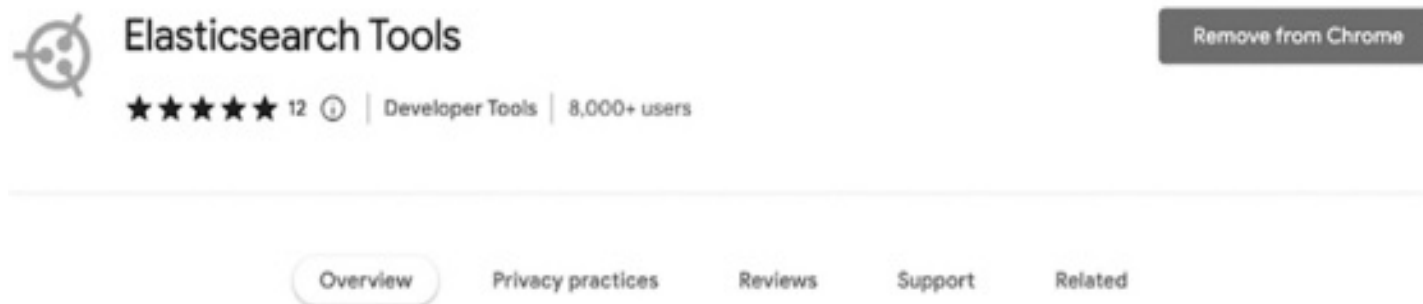 Elasticsearch Tools
Remove from Chrome
★★★★★ 12 ⓘ | Developer Tools | 8,000+ users
Overview Privacy practices Reviews Support Related